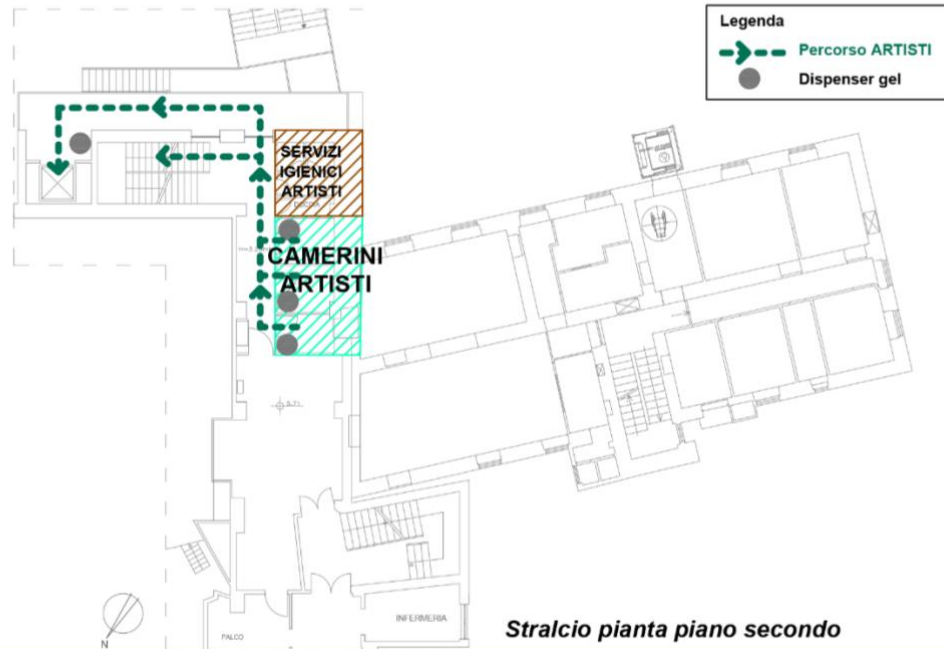 Legenda
Percorso ARTISTI
Dispenser gel
SERVIZI
IGIENICI
ARTISTI
CAMERINI
ARTISTI
INFERMERIA
PALCO
N
Stralcio pianta piano secondo